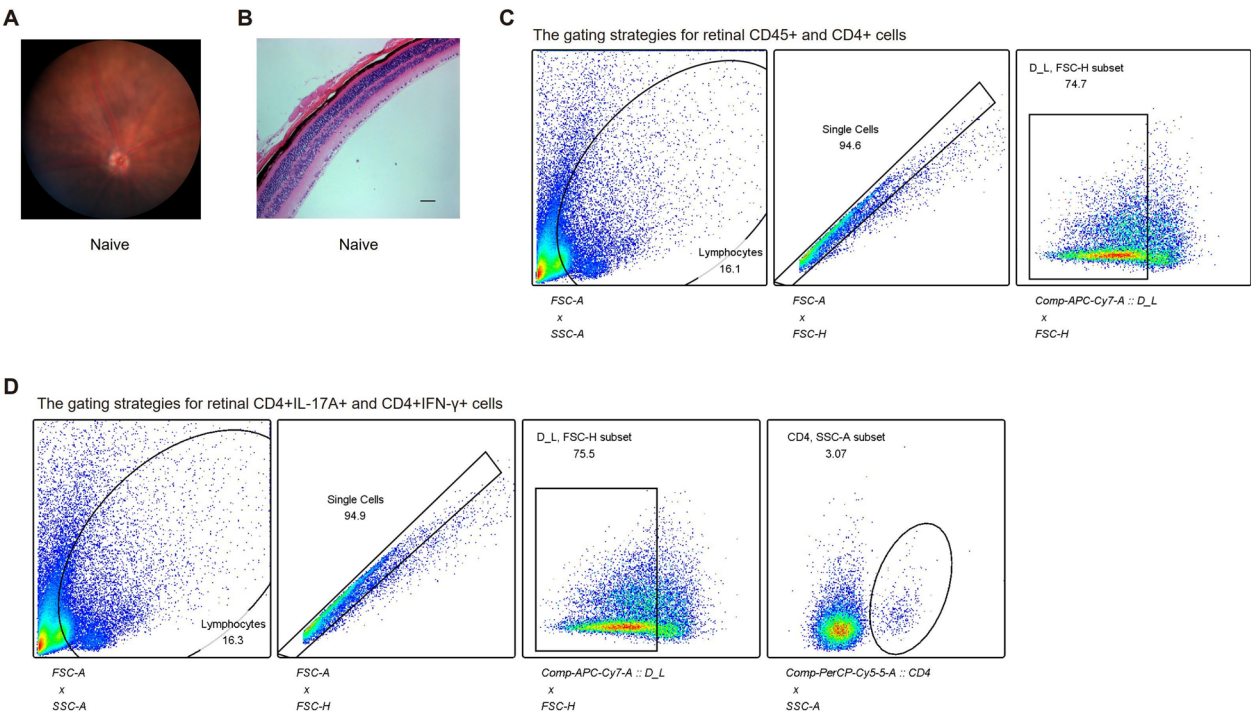 A
B
C
The gating strategies for retinal CD45+ and CD4+ cells
Naive
Naive
Lymphocytes
16.1
FSC-A
x
SSC-A
Single Cells
94.6
FSC-A
x
FSC-H
D_L, FSC-H subset
74.7
Comp-APC-Cy7-A :: D_L
x
FSC-H
D
The gating strategies for retinal CD4+IL-17A+ and CD4+IFN-γ+ cells
Lymphocytes
16.3
FSC-A
x
SSC-A
Single Cells
94.9
FSC-A
x
FSC-H
D_L, FSC-H subset
75.5
Comp-APC-Cy7-A :: D_L
x
FSC-H
CD4, SSC-A subset
3.07
Comp-PerCP-Cy5-5-A :: CD4
x
SSC-A